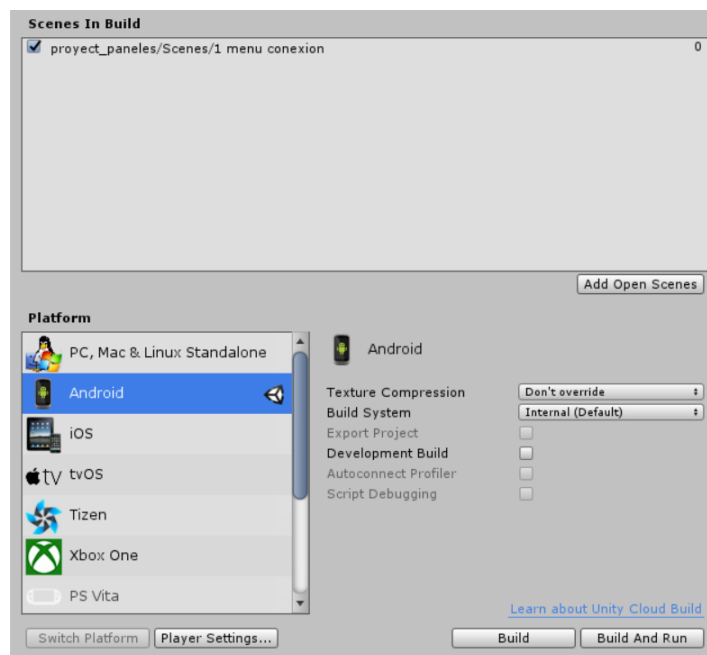 Scenes In Build
proyect_paneles/Scenes/1 menu conexion 0
Add Open Scenes
Platform
PC, Mac & Linux Standalone
Android
iOS
tv tvOS
Tizen
Xbox One
PS Vita
Android
Texture Compression Don't override
Build System Internal (Default)
Export Project
Development Build
Autoconnect Profiler
Script Debugging
Learn about Unity Cloud Build
Switch Platform Player Settings... Build Build And Run